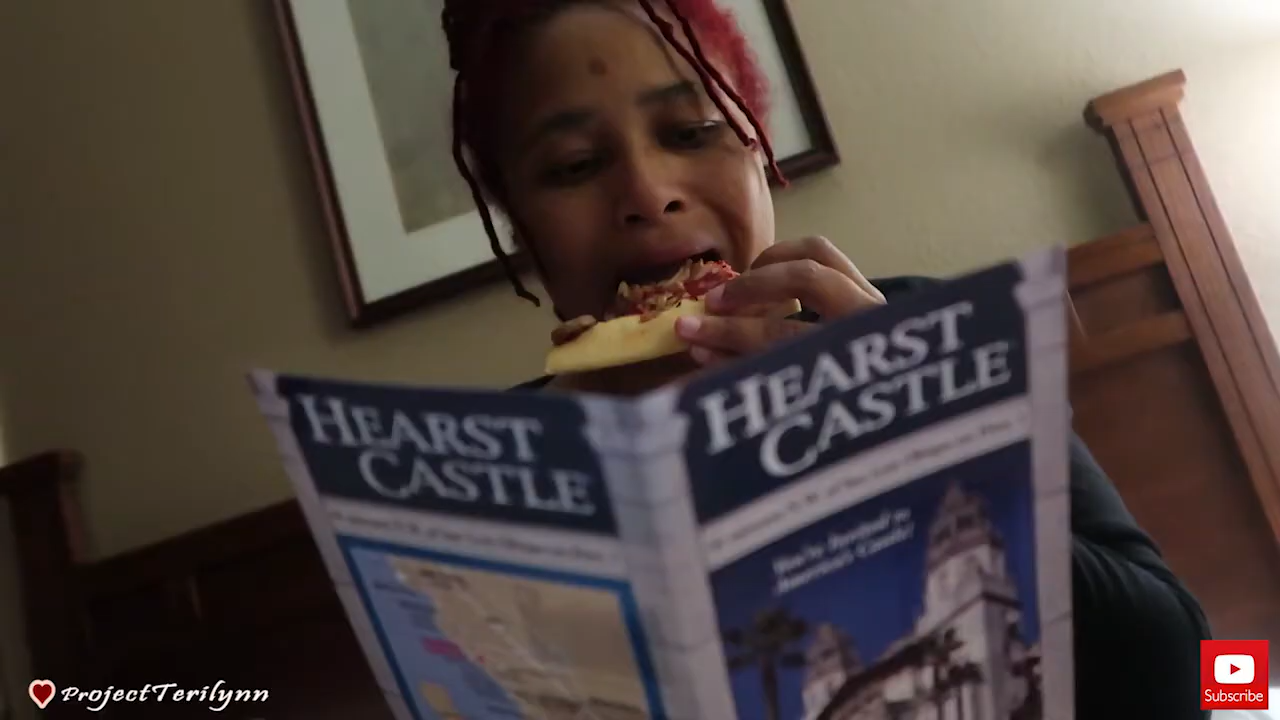 HEARST
CASTLE
HEARST
CASTLE
You're Invited to
America's Castle!
ProjectTerilynn
Subscribe